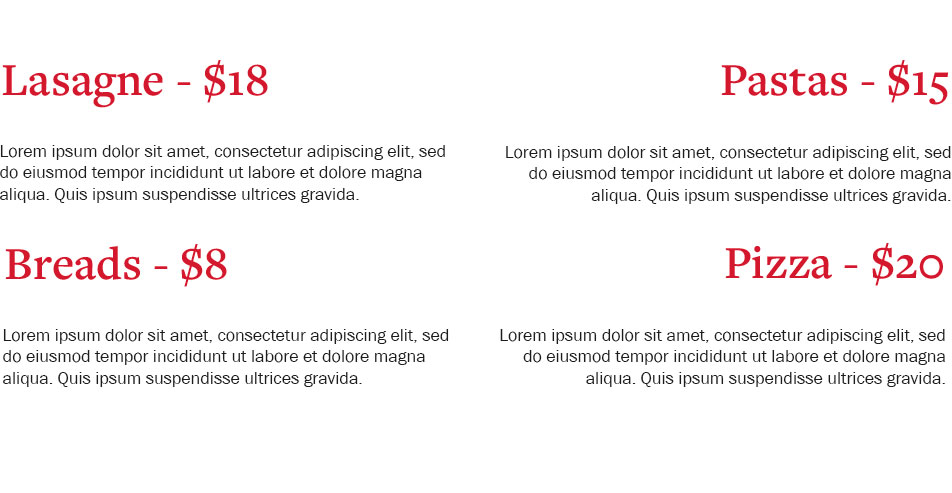 Lasagne - $18
Lorem ipsum dolor sit amet, consectetur adipiscing elit, sed
do eiusmod tempor incididunt ut labore et dolore magna
aliqua. Quis ipsum suspendisse ultrices gravida.
Pastas - $15
Lorem ipsum dolor sit amet, consectetur adipiscing elit, sed
do eiusmod tempor incididunt ut labore et dolore magna
aliqua. Quis ipsum suspendisse ultrices gravida.
Breads - $8
Lorem ipsum dolor sit amet, consectetur adipiscing elit, sed
do eiusmod tempor incididunt ut labore et dolore magna
aliqua. Quis ipsum suspendisse ultrices gravida.
Pizza - $20
Lorem ipsum dolor sit amet, consectetur adipiscing elit, sed
do eiusmod tempor incididunt ut labore et dolore magna
aliqua. Quis ipsum suspendisse ultrices gravida.